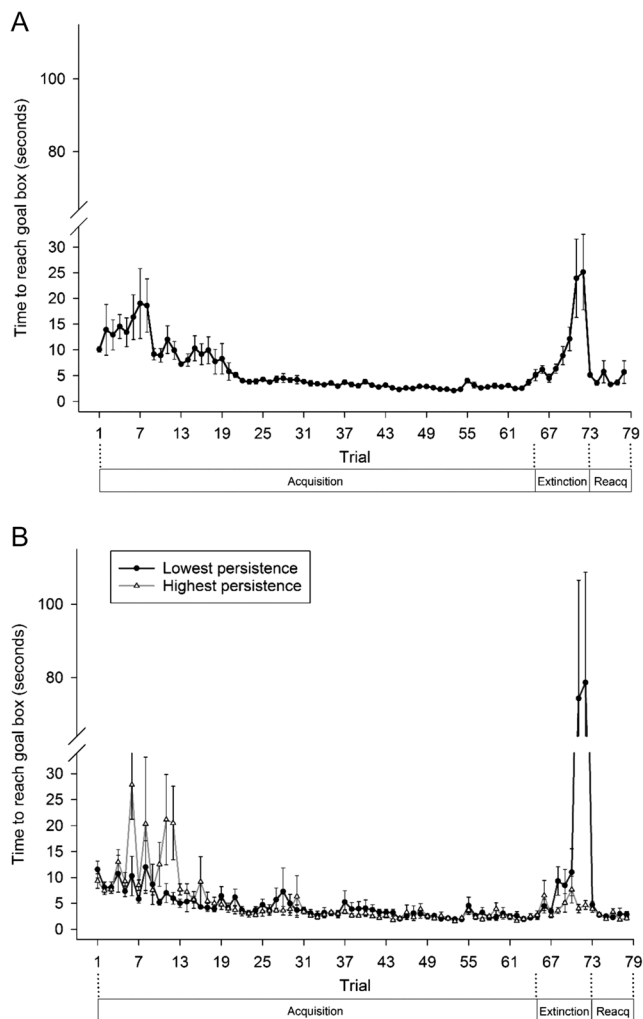 A
Time to reach goal box (seconds)
100
80
30
25
20
15
10
5
0
1 7 13 19 25 31 37 43 49 55 61 67 73 79
Trial
Acquisition Extinction Reacq
B
Lowest persistence
Highest persistence
Time to reach goal box (seconds)
100
80
30
25
20
15
10
5
0
1 7 13 19 25 31 37 43 49 55 61 67 73 79
Trial
Acquisition Extinction Reacq